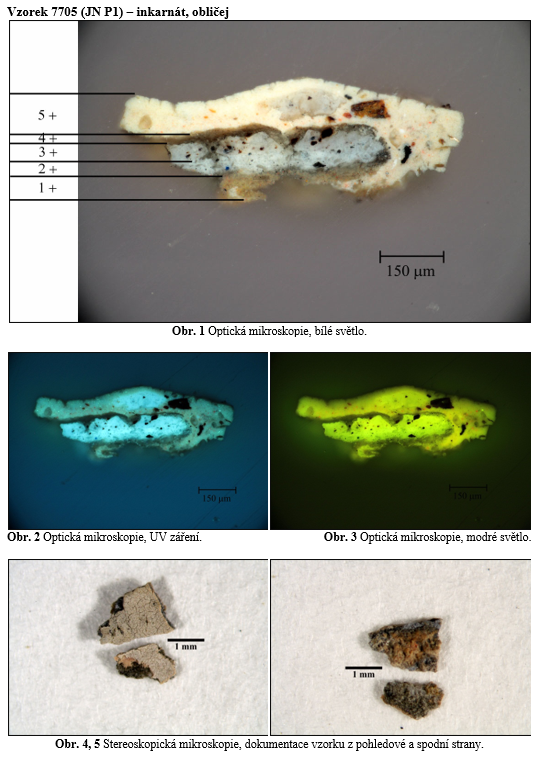 Vzorek 7705 (JN P1) – inkarnát, obličej
5 +
4 +
3 +
2 +
1 +
150 µm
Obr. 1 Optická mikroskopie, bílé světlo.
150 µm
150 µm
Obr. 2 Optická mikroskopie, UV záření.
Obr. 3 Optická mikroskopie, modré světlo.
1 mm
1 mm
Obr. 4, 5 Stereoskopická mikroskopie, dokumentace vzorku z pohledové a spodní strany.